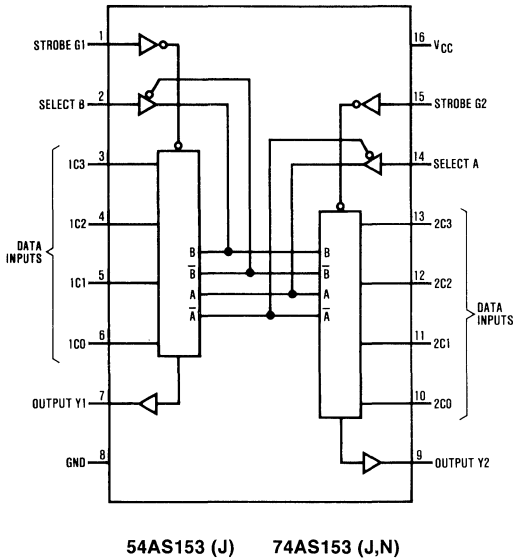 STROBE G1
1
SELECT B
2
1C3
3
1C2
4
DATA
INPUTS
1C1
5
1C0
6
OUTPUT Y1
7
GND
8
16
VCC
15
STROBE G2
14
SELECT A
13
2C3
12
2C2
DATA
INPUTS
11
2C1
10
2C0
9
OUTPUT Y2
B B
B̅ B̅
A A
A̅ A̅
54AS153 (J) 74AS153 (J,N)